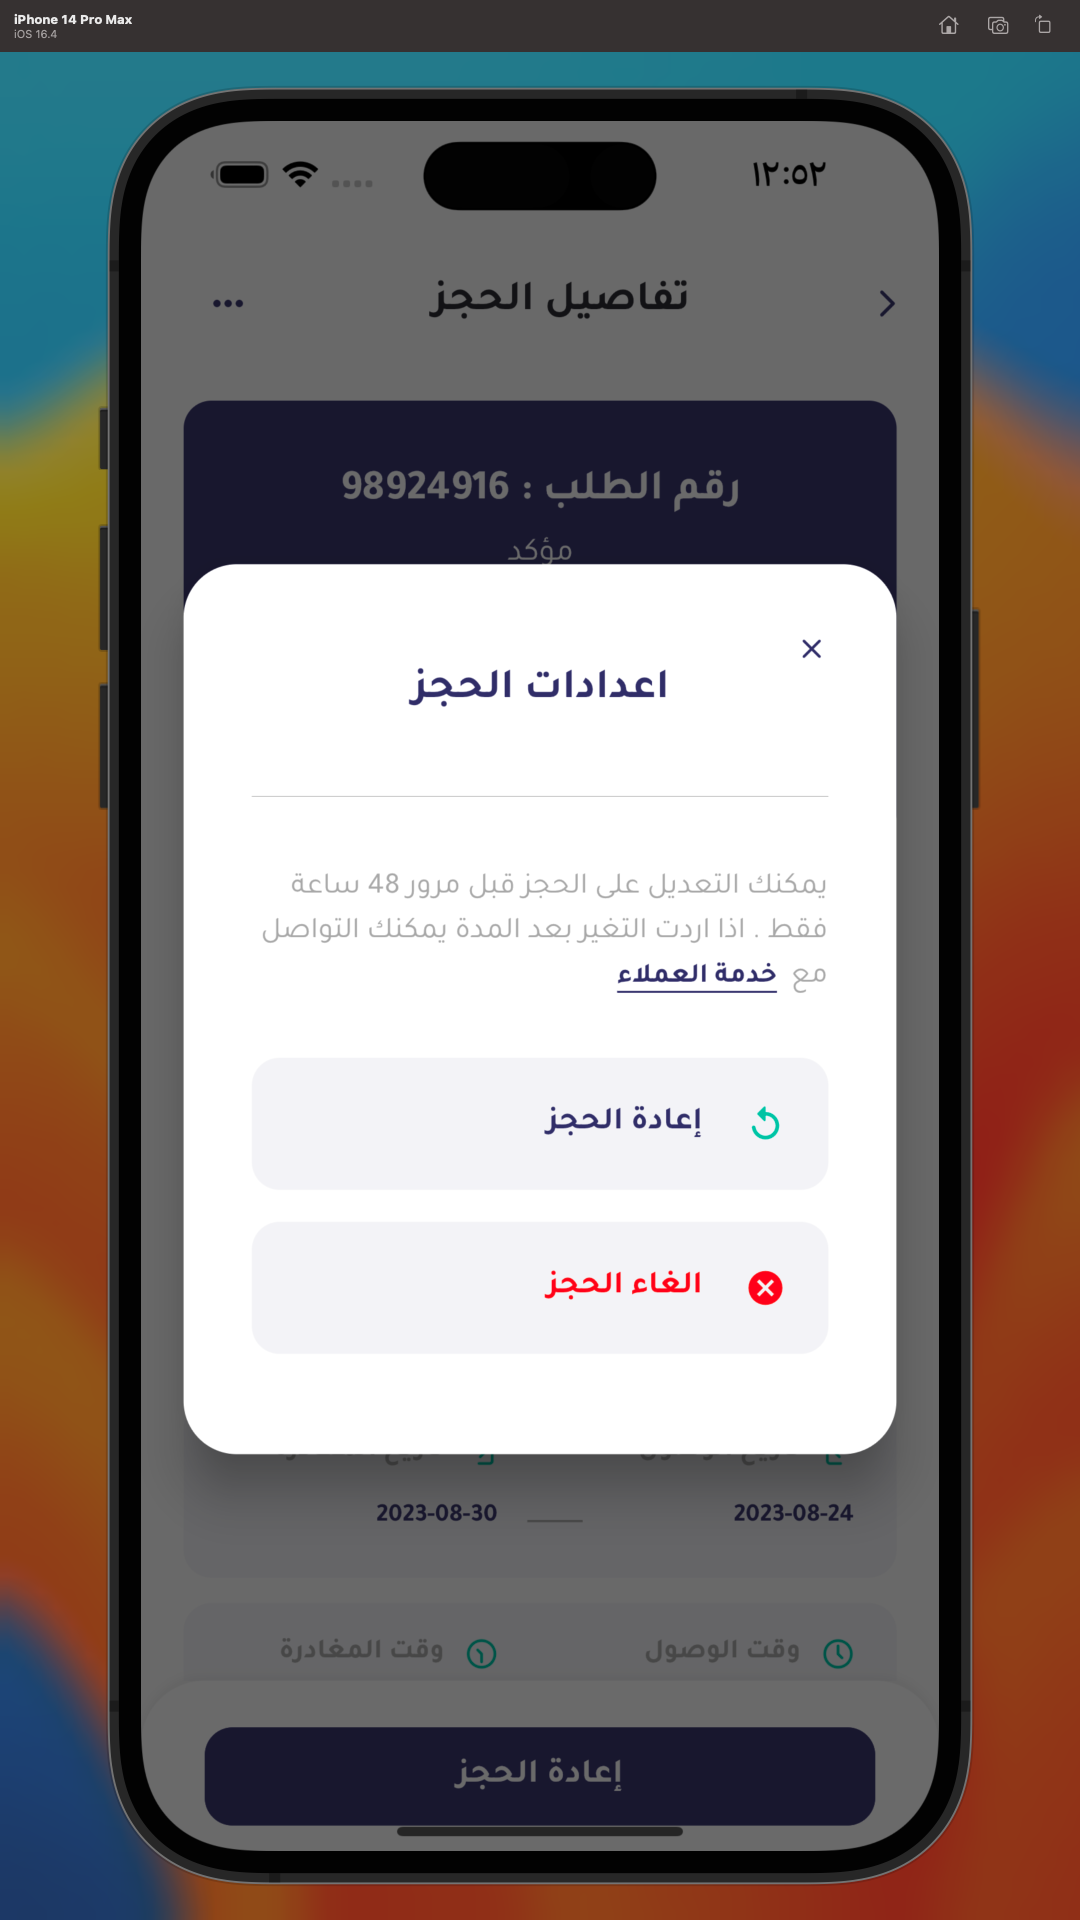 iPhone 14 Pro Max
iOS 16.4
١٢:٥٢
تفاصيل الحجز
رقم الطلب : 98924916
مؤكد
اعدادات الحجز
يمكنك التعديل على الحجز قبل مرور 48 ساعة
فقط . اذا اردت التغير بعد المدة يمكنك التواصل
مع خدمة العملاء
إعادة الحجز
الغاء الحجز
2023-08-24 2023-08-30
وقت الوصول وقت المغادرة
إعادة الحجز